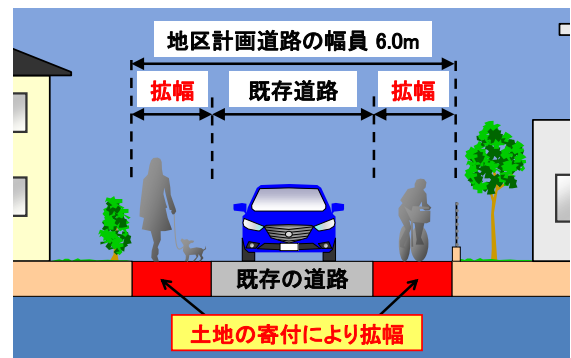 地区計画道路の幅員 6.0m
拡幅
既存道路
拡幅
既存の道路
土地の寄付により拡幅